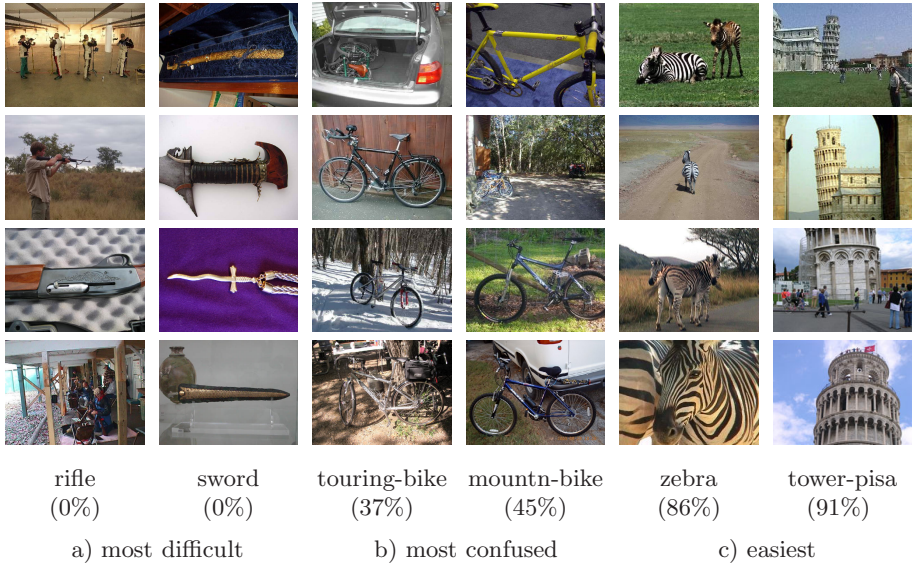 rifle sword touring-bike mountn-bike zebra tower-pisa
(0%) (0%) (37%) (45%) (86%) (91%)
a) most difficult b) most confused c) easiest